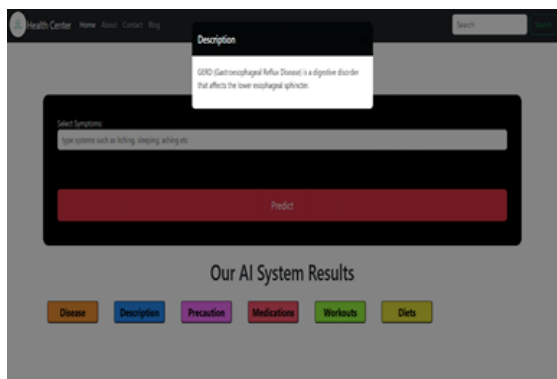 Health Center Home About Contact Blog
Search Search
Description
GERD (Gastroesophageal Reflux Disease) is a digestive disorder
that affects the lower esophageal sphincter.
Select Symptoms:
type systems such as itching, sleeping, aching etc
Predict
Our AI System Results
Disease Description Precaution Medications Workouts Diets